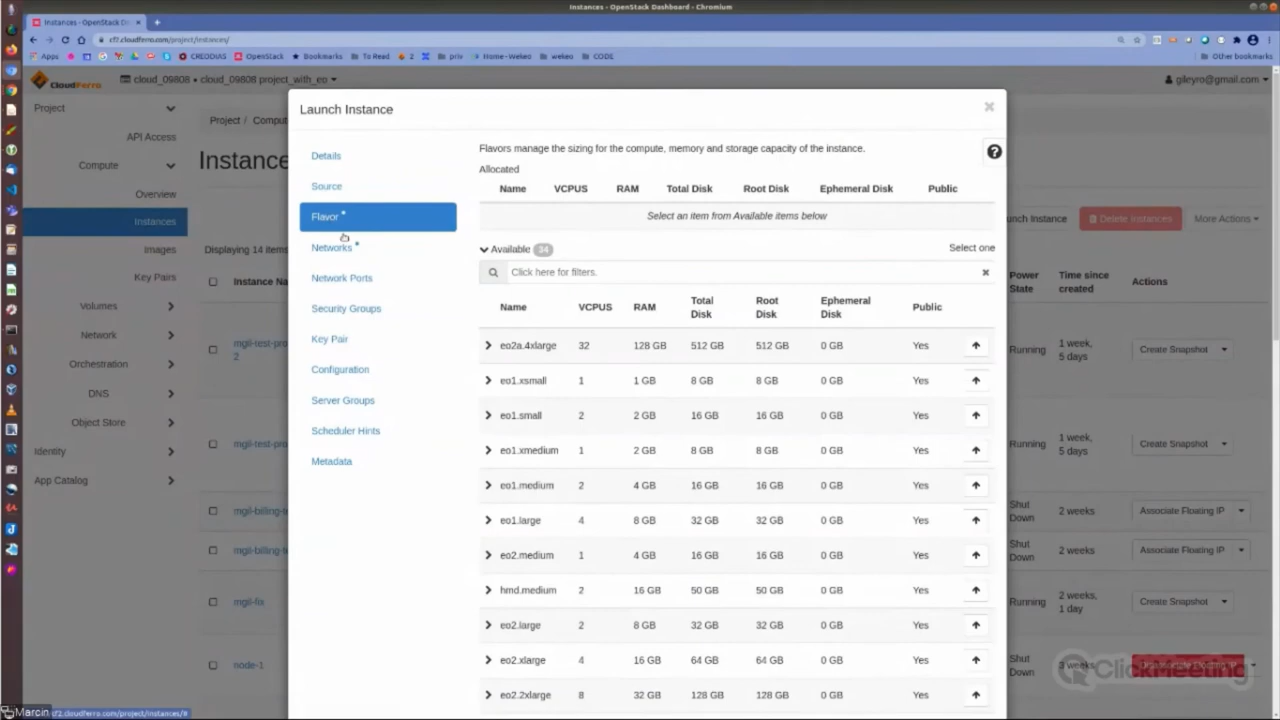 Instances - OpenStack Dashboard - Chromium
Instances - OpenStack Da
cf2.cloudferro.com/project/instances/
Apps CREODIAS OpenStack Bookmarks To Read 2 priv Home-Wekeo wekeo CODE Other bookmarks
CloudFerro cloud_09808 • cloud_09808 project_with_eo gileyro@gmail.com
Project
API Access
Compute
Overview
Instances
Images
Key Pairs
Volumes
Network
Orchestration
DNS
Object Store
Identity
App Catalog
Project / Comput
Instance
unch Instance Delete Instances More Actions
Displaying 14 items
Instance Na
Power State Time since created Actions
mgil-test-pro
2
Running 1 week, 5 days Create Snapshot
mgil-test-pro
Running 1 week, 5 days Create Snapshot
mgil-billing-te
Shut Down 2 weeks Associate Floating IP
mgil-billing-te
Shut Down 2 weeks Associate Floating IP
mgil-fix
Running 2 weeks, 1 day Create Snapshot
node-1
Shut Down 3 weeks Disassociate Floating IP
Launch Instance
Details
Source
Flavor *
Networks *
Network Ports
Security Groups
Key Pair
Configuration
Server Groups
Scheduler Hints
Metadata
Flavors manage the sizing for the compute, memory and storage capacity of the instance.
Allocated
Name VCPUS RAM Total Disk Root Disk Ephemeral Disk Public
Select an item from Available items below
Available 34 Select one
Click here for filters.
Name VCPUS RAM Total Disk Root Disk Ephemeral Disk Public
eo2a.4xlarge 32 128 GB 512 GB 512 GB 0 GB Yes
eo1.xsmall 1 1 GB 8 GB 8 GB 0 GB Yes
eo1.small 2 2 GB 16 GB 16 GB 0 GB Yes
eo1.xmedium 1 2 GB 8 GB 8 GB 0 GB Yes
eo1.medium 2 4 GB 16 GB 16 GB 0 GB Yes
eo1.large 4 8 GB 32 GB 32 GB 0 GB Yes
eo2.medium 1 4 GB 16 GB 16 GB 0 GB Yes
hmd.medium 2 16 GB 50 GB 50 GB 0 GB Yes
eo2.large 2 8 GB 32 GB 32 GB 0 GB Yes
eo2.xlarge 4 16 GB 64 GB 64 GB 0 GB Yes
eo2.2xlarge 8 32 GB 128 GB 128 GB 0 GB Yes
ClickMeeting
Marcin
cf2.cloudferro.com/project/instances/#